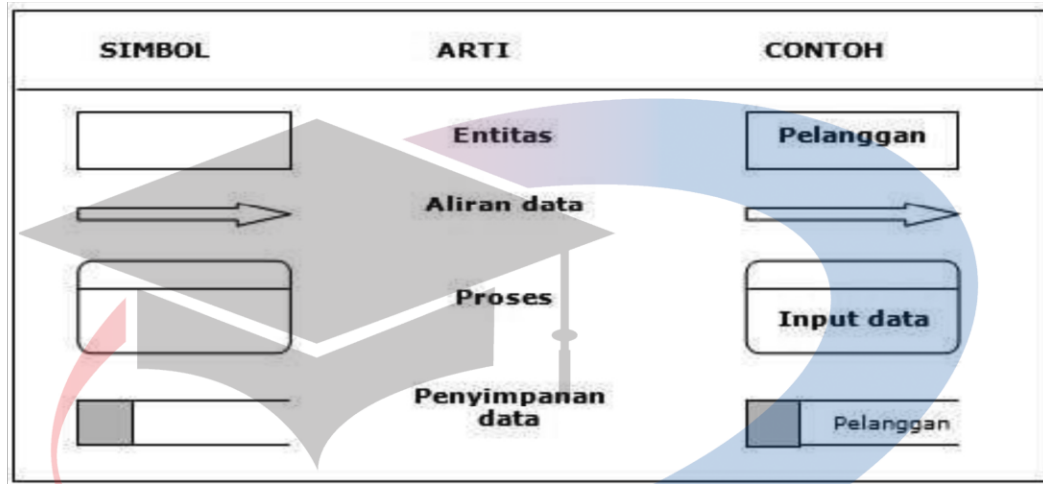 SIMBOL ARTI CONTOH
Entitas Pelanggan
Aliran data
Proses Input data
Penyimpanan
data Pelanggan